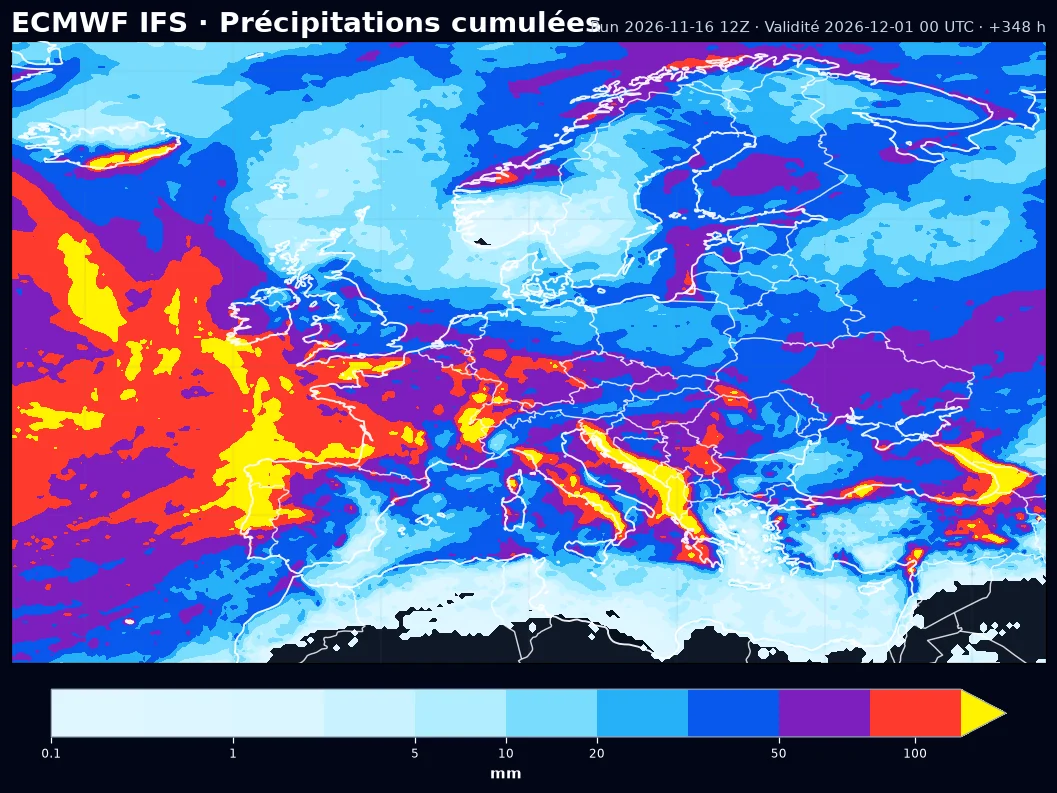 ECMWF IFS · Précipitations cumulées
Run 2026-11-16 12Z · Validité 2026-12-01 00 UTC · +348 h
0.1 1 5 10 20 50 100
mm